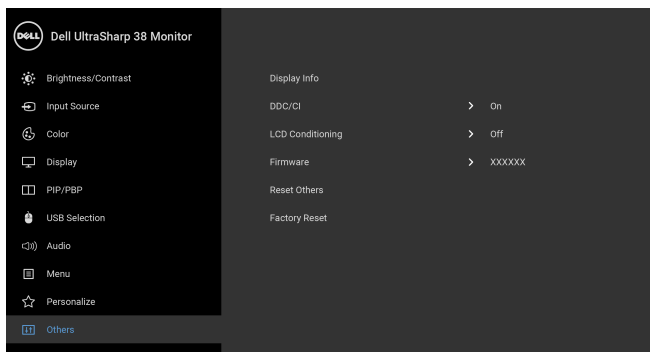 DELL Dell UltraSharp 38 Monitor
Brightness/Contrast
Display Info
Input Source
DDC/CI
On
Color
LCD Conditioning
Off
Display
Firmware
XXXXXX
PIP/PBP
Reset Others
USB Selection
Factory Reset
Audio
Menu
Personalize
Others